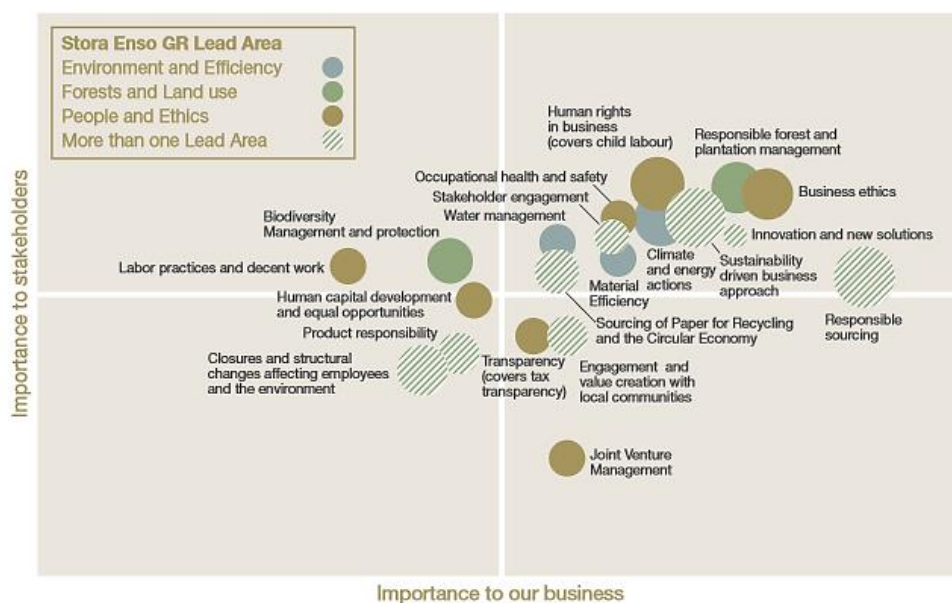 Stora Enso GR Lead Area
Environment and Efficiency
Forests and Land use
People and Ethics
More than one Lead Area
Importance to stakeholders
Human rights
in business
(covers child labour)
Responsible forest and
plantation management
Occupational health and safety
Stakeholder engagement
Water management
Business ethics
Biodiversity
Management and protection
Innovation and new solutions
Labor practices and decent work
Climate
and energy
actions
Sustainability
driven business
approach
Material
Efficiency
Human capital development
and equal opportunities
Sourcing of Paper for Recycling
and the Circular Economy
Responsible
sourcing
Product responsibility
Closures and structural
changes affecting employees
and the environment
Transparency
(covers tax
transparency)
Engagement and
value creation with
local communities
Joint Venture
Management
Importance to our business